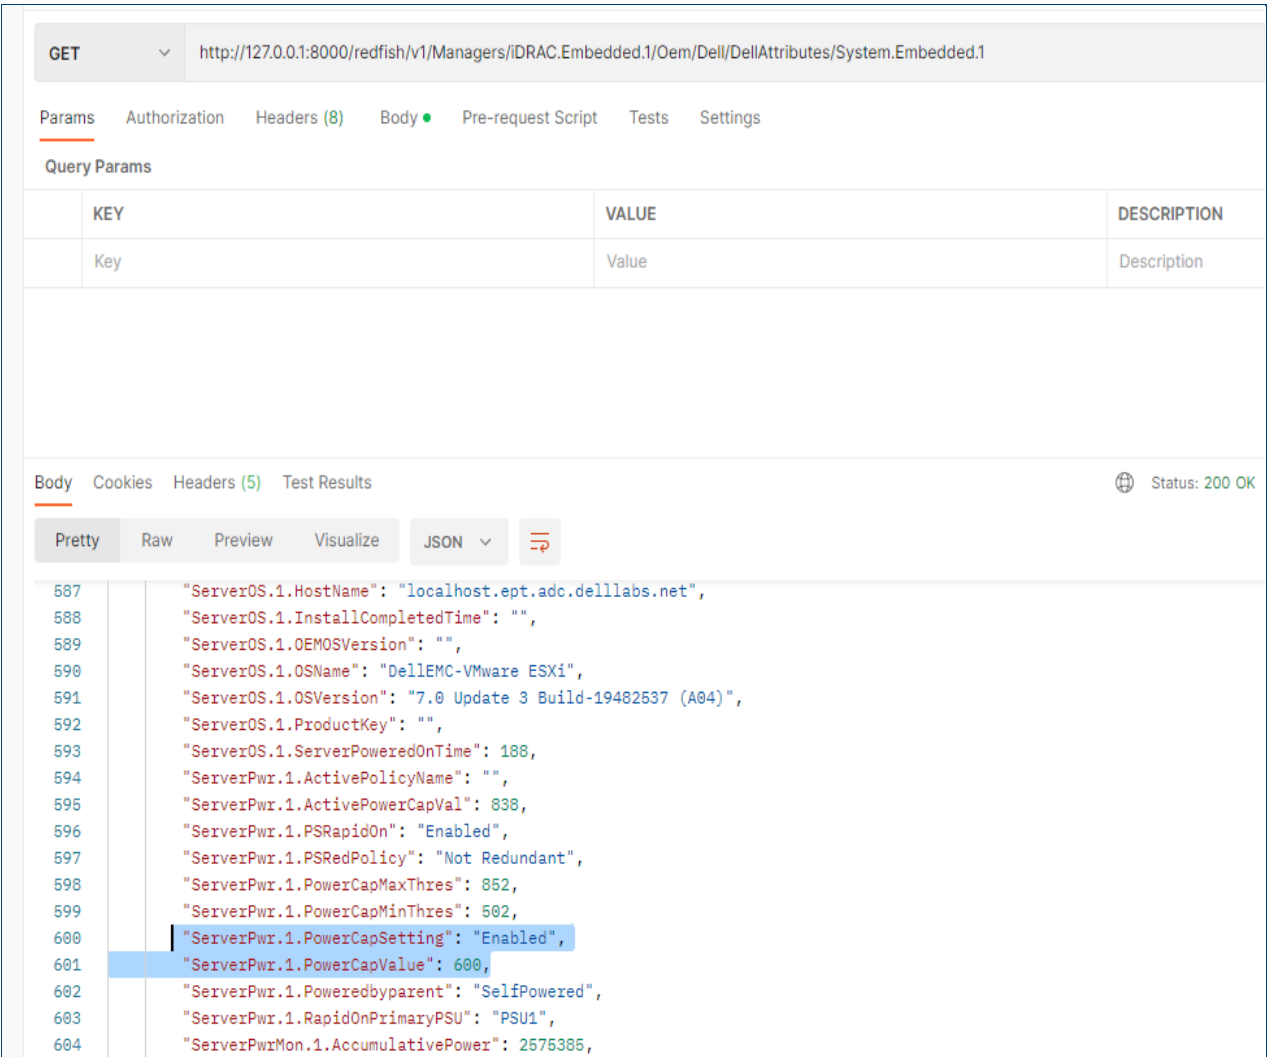 GET http://127.0.0.1:8000/redfish/v1/Managers/iDRAC.Embedded.1/Oem/Dell/DellAttributes/System.Embedded.1
Params Authorization Headers (8) Body Pre-request Script Tests Settings
Query Params
KEY VALUE DESCRIPTION
Key Value Description
Body Cookies Headers (5) Test Results Status: 200 OK
Pretty Raw Preview Visualize JSON
587 "ServerOS.1.HostName": "localhost.ept.adc.delllabs.net",
588 "ServerOS.1.InstallCompletedTime": "",
589 "ServerOS.1.OEMOSVersion": "",
590 "ServerOS.1.OSName": "DellEMC-VMware ESXi",
591 "ServerOS.1.OSVersion": "7.0 Update 3 Build-19482537 (A04)",
592 "ServerOS.1.ProductKey": "",
593 "ServerOS.1.ServerPoweredOnTime": 188,
594 "ServerPwr.1.ActivePolicyName": "",
595 "ServerPwr.1.ActivePowerCapVal": 838,
596 "ServerPwr.1.PSRapidOn": "Enabled",
597 "ServerPwr.1.PSRedPolicy": "Not Redundant",
598 "ServerPwr.1.PowerCapMaxThres": 852,
599 "ServerPwr.1.PowerCapMinThres": 502,
600 "ServerPwr.1.PowerCapSetting": "Enabled",
601 "ServerPwr.1.PowerCapValue": 600,
602 "ServerPwr.1.Poweredbyparent": "SelfPowered",
603 "ServerPwr.1.RapidOnPrimaryPSU": "PSU1",
604 "ServerPwrMon.1.AccumulativePower": 2575385,